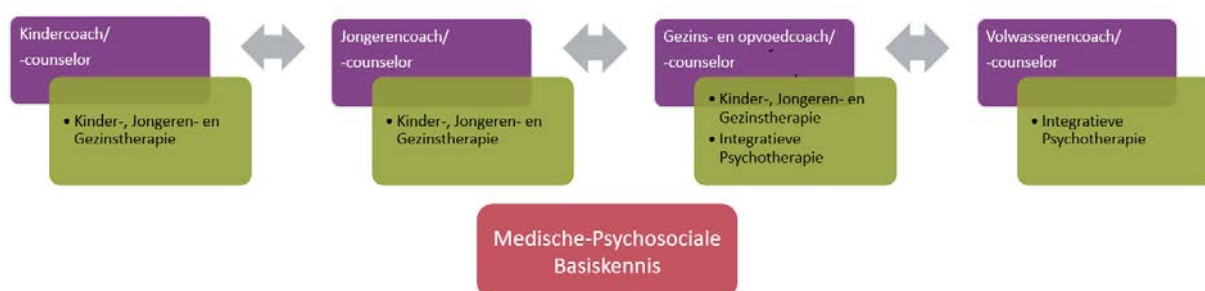 Kindercoach/
-counselor
• Kinder-, Jongeren- en
Gezinstherapie
Jongerencoach/
-counselor
• Kinder-, Jongeren- en
Gezinstherapie
Gezins- en opvoedcoach/
-counselor
• Kinder-, Jongeren- en
Gezinstherapie
• Integratieve
Psychotherapie
Volwassenencoach/
-counselor
• Integratieve
Psychotherapie
Medische-Psychosociale
Basiskennis